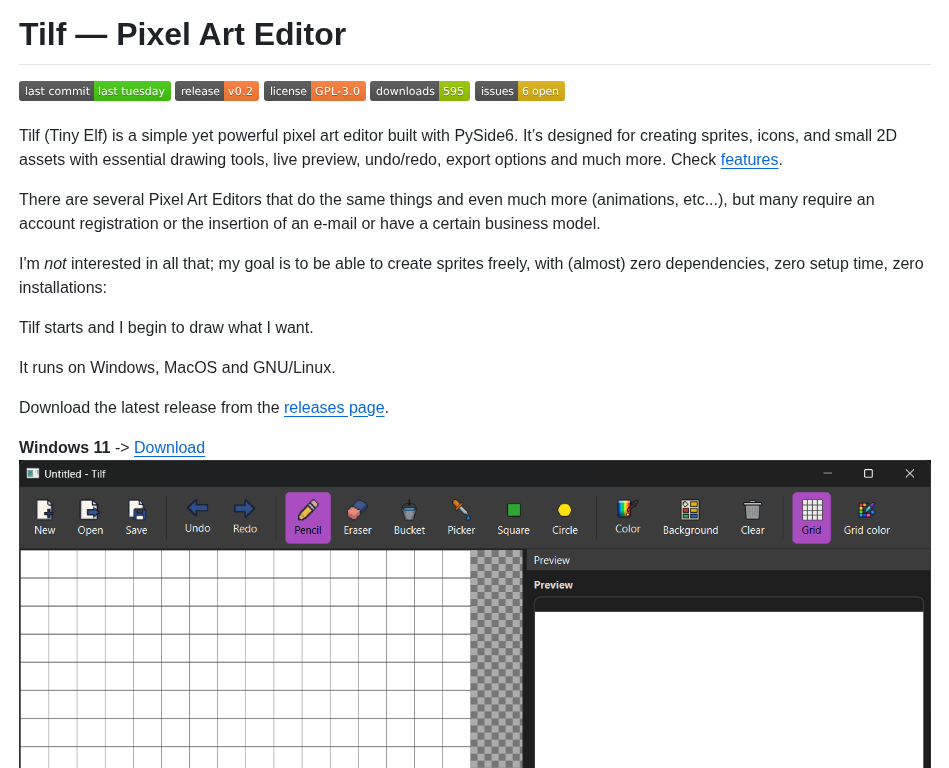 Tilf — Pixel Art Editor
last commit last tuesday release v0.2 license GPL-3.0 downloads 595 issues 6 open
Tilf (Tiny Elf) is a simple yet powerful pixel art editor built with PySide6. It’s designed for creating sprites, icons, and small 2D
assets with essential drawing tools, live preview, undo/redo, export options and much more. Check features.
There are several Pixel Art Editors that do the same things and even much more (animations, etc...), but many require an
account registration or the insertion of an e-mail or have a certain business model.
I'm not interested in all that; my goal is to be able to create sprites freely, with (almost) zero dependencies, zero setup time, zero
installations:
Tilf starts and I begin to draw what I want.
It runs on Windows, MacOS and GNU/Linux.
Download the latest release from the releases page.
Windows 11 -> Download
Untitled - Tilf
New Open Save Undo Redo Pencil Eraser Bucket Picker Square Circle Color Background Clear Grid Grid color
Preview
Preview